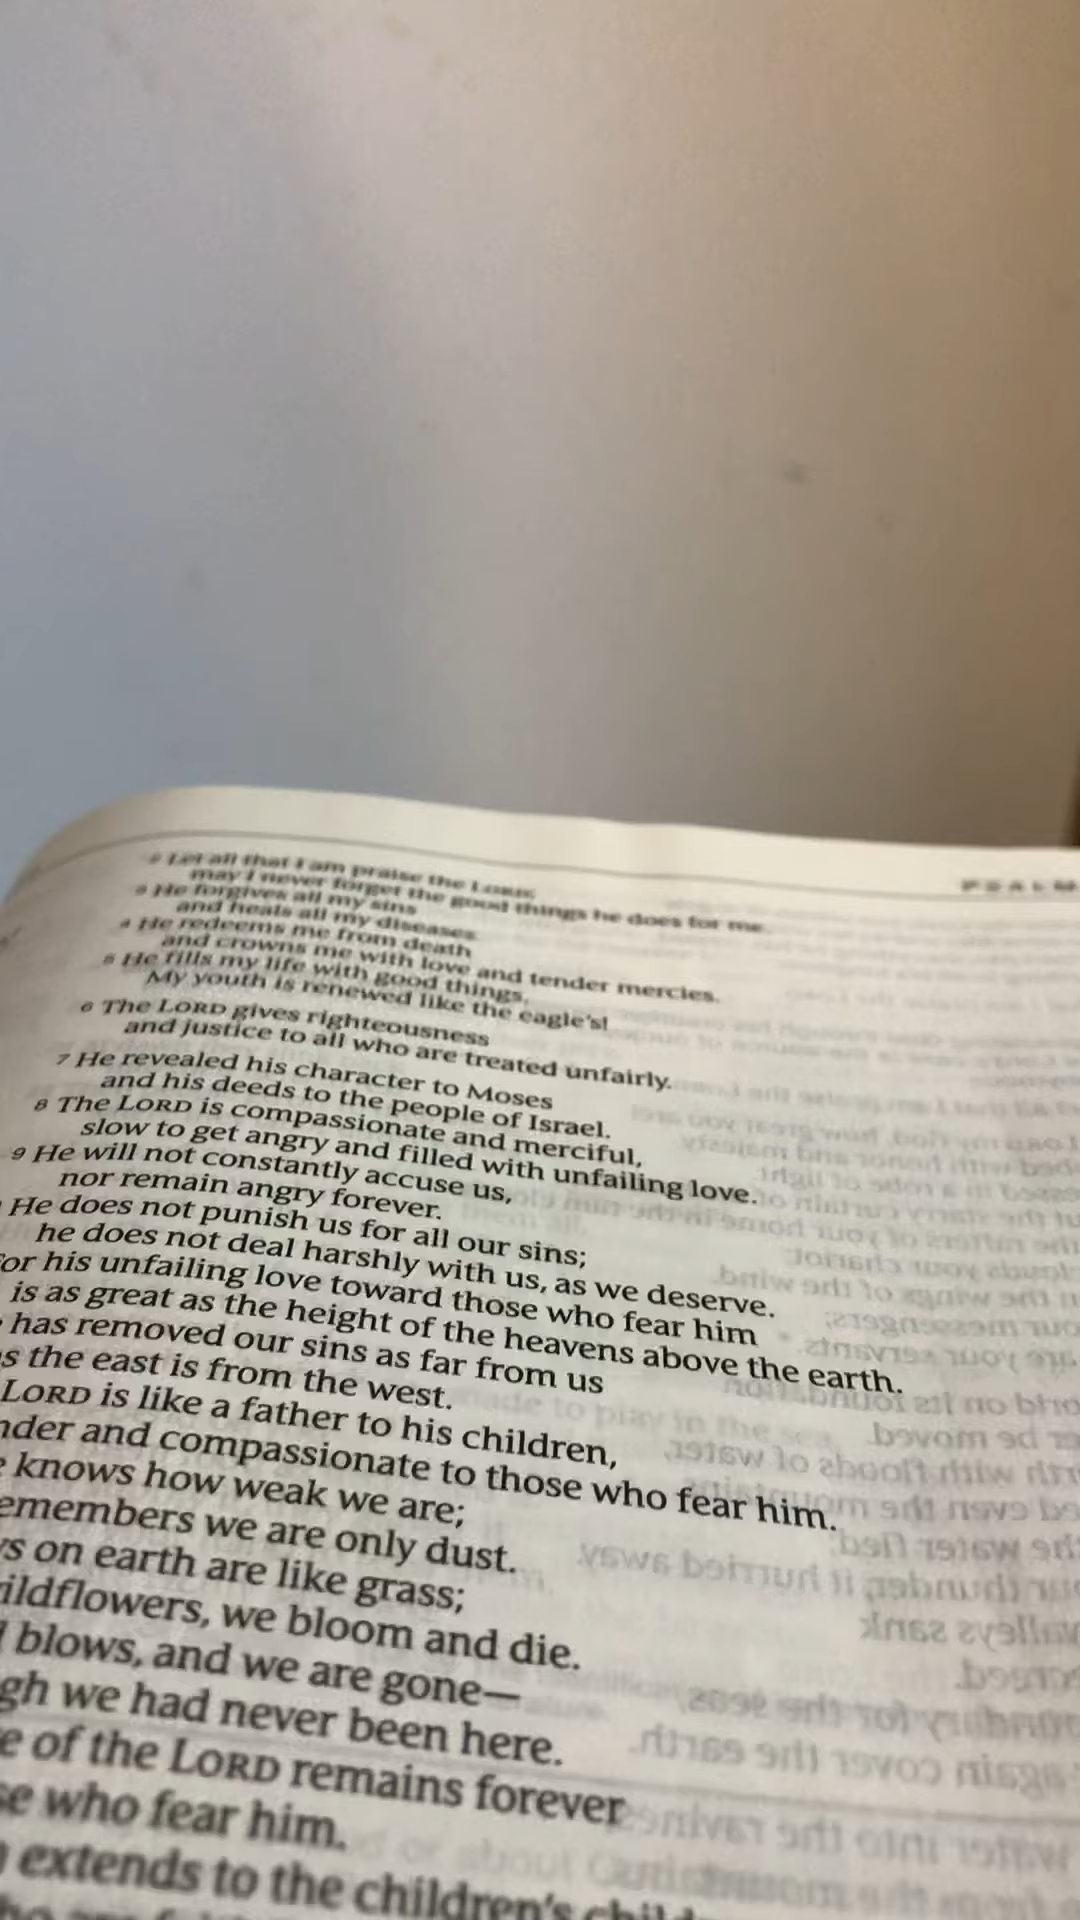 PSALM
2 Let all that I am praise the LORD;
may I never forget the good things he does for me.
3 He forgives all my sins
and heals all my diseases.
4 He redeems me from death
and crowns me with love and tender mercies.
5 He fills my life with good things.
My youth is renewed like the eagle's!
6 The LORD gives righteousness
and justice to all who are treated unfairly.
7 He revealed his character to Moses
and his deeds to the people of Israel.
8 The LORD is compassionate and merciful,
slow to get angry and filled with unfailing love.
9 He will not constantly accuse us,
nor remain angry forever.
He does not punish us for all our sins;
he does not deal harshly with us, as we deserve.
or his unfailing love toward those who fear him
is as great as the height of the heavens above the earth.
has removed our sins as far from us
s the east is from the west.
LORD is like a father to his children,
nder and compassionate to those who fear him.
knows how weak we are;
emembers we are only dust.
ys on earth are like grass;
ildflowers, we bloom and die.
blows, and we are gone—
gh we had never been here.
e of the LORD remains forever
se who fear him.
extends to the children's